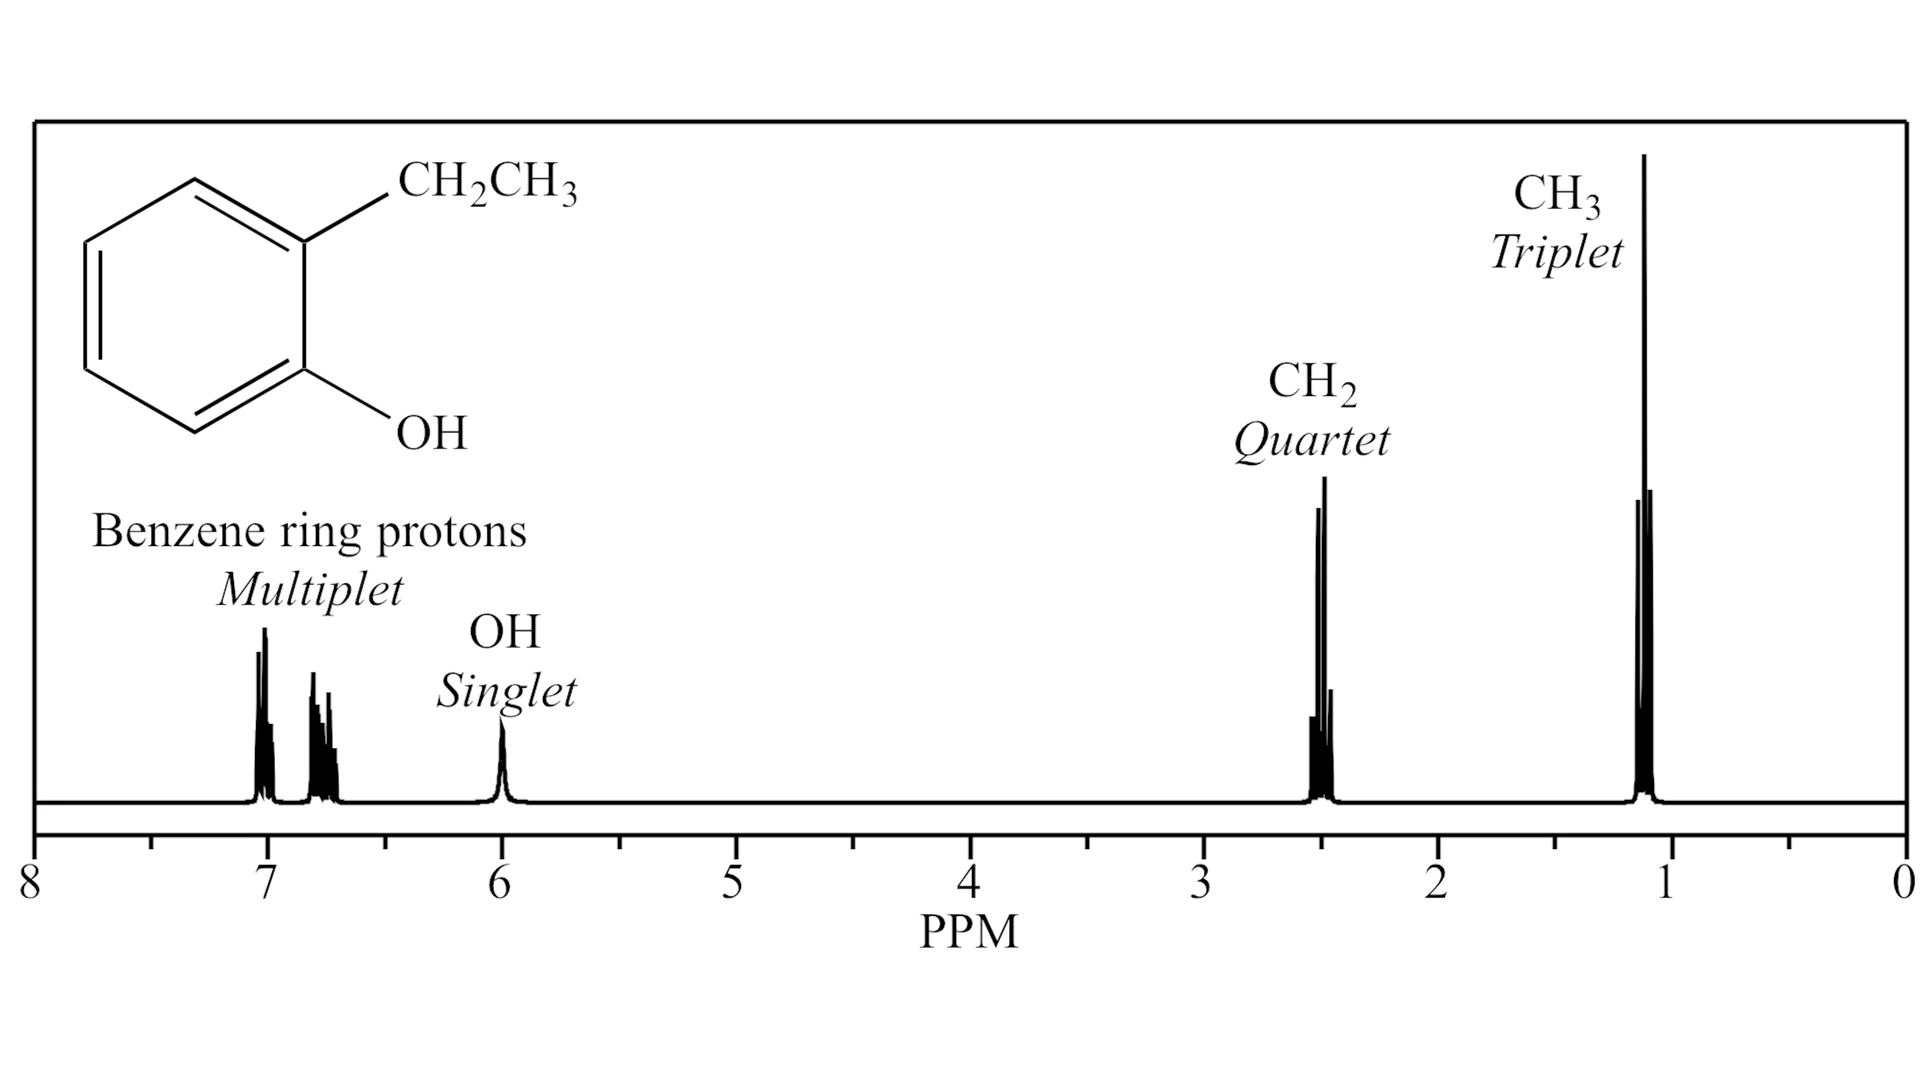 CH₂CH₃
OH
Benzene ring protons
Multiplet
OH
Singlet
CH₂
Quartet
CH₃
Triplet
8 7 6 5 4 3 2 1 0
PPM